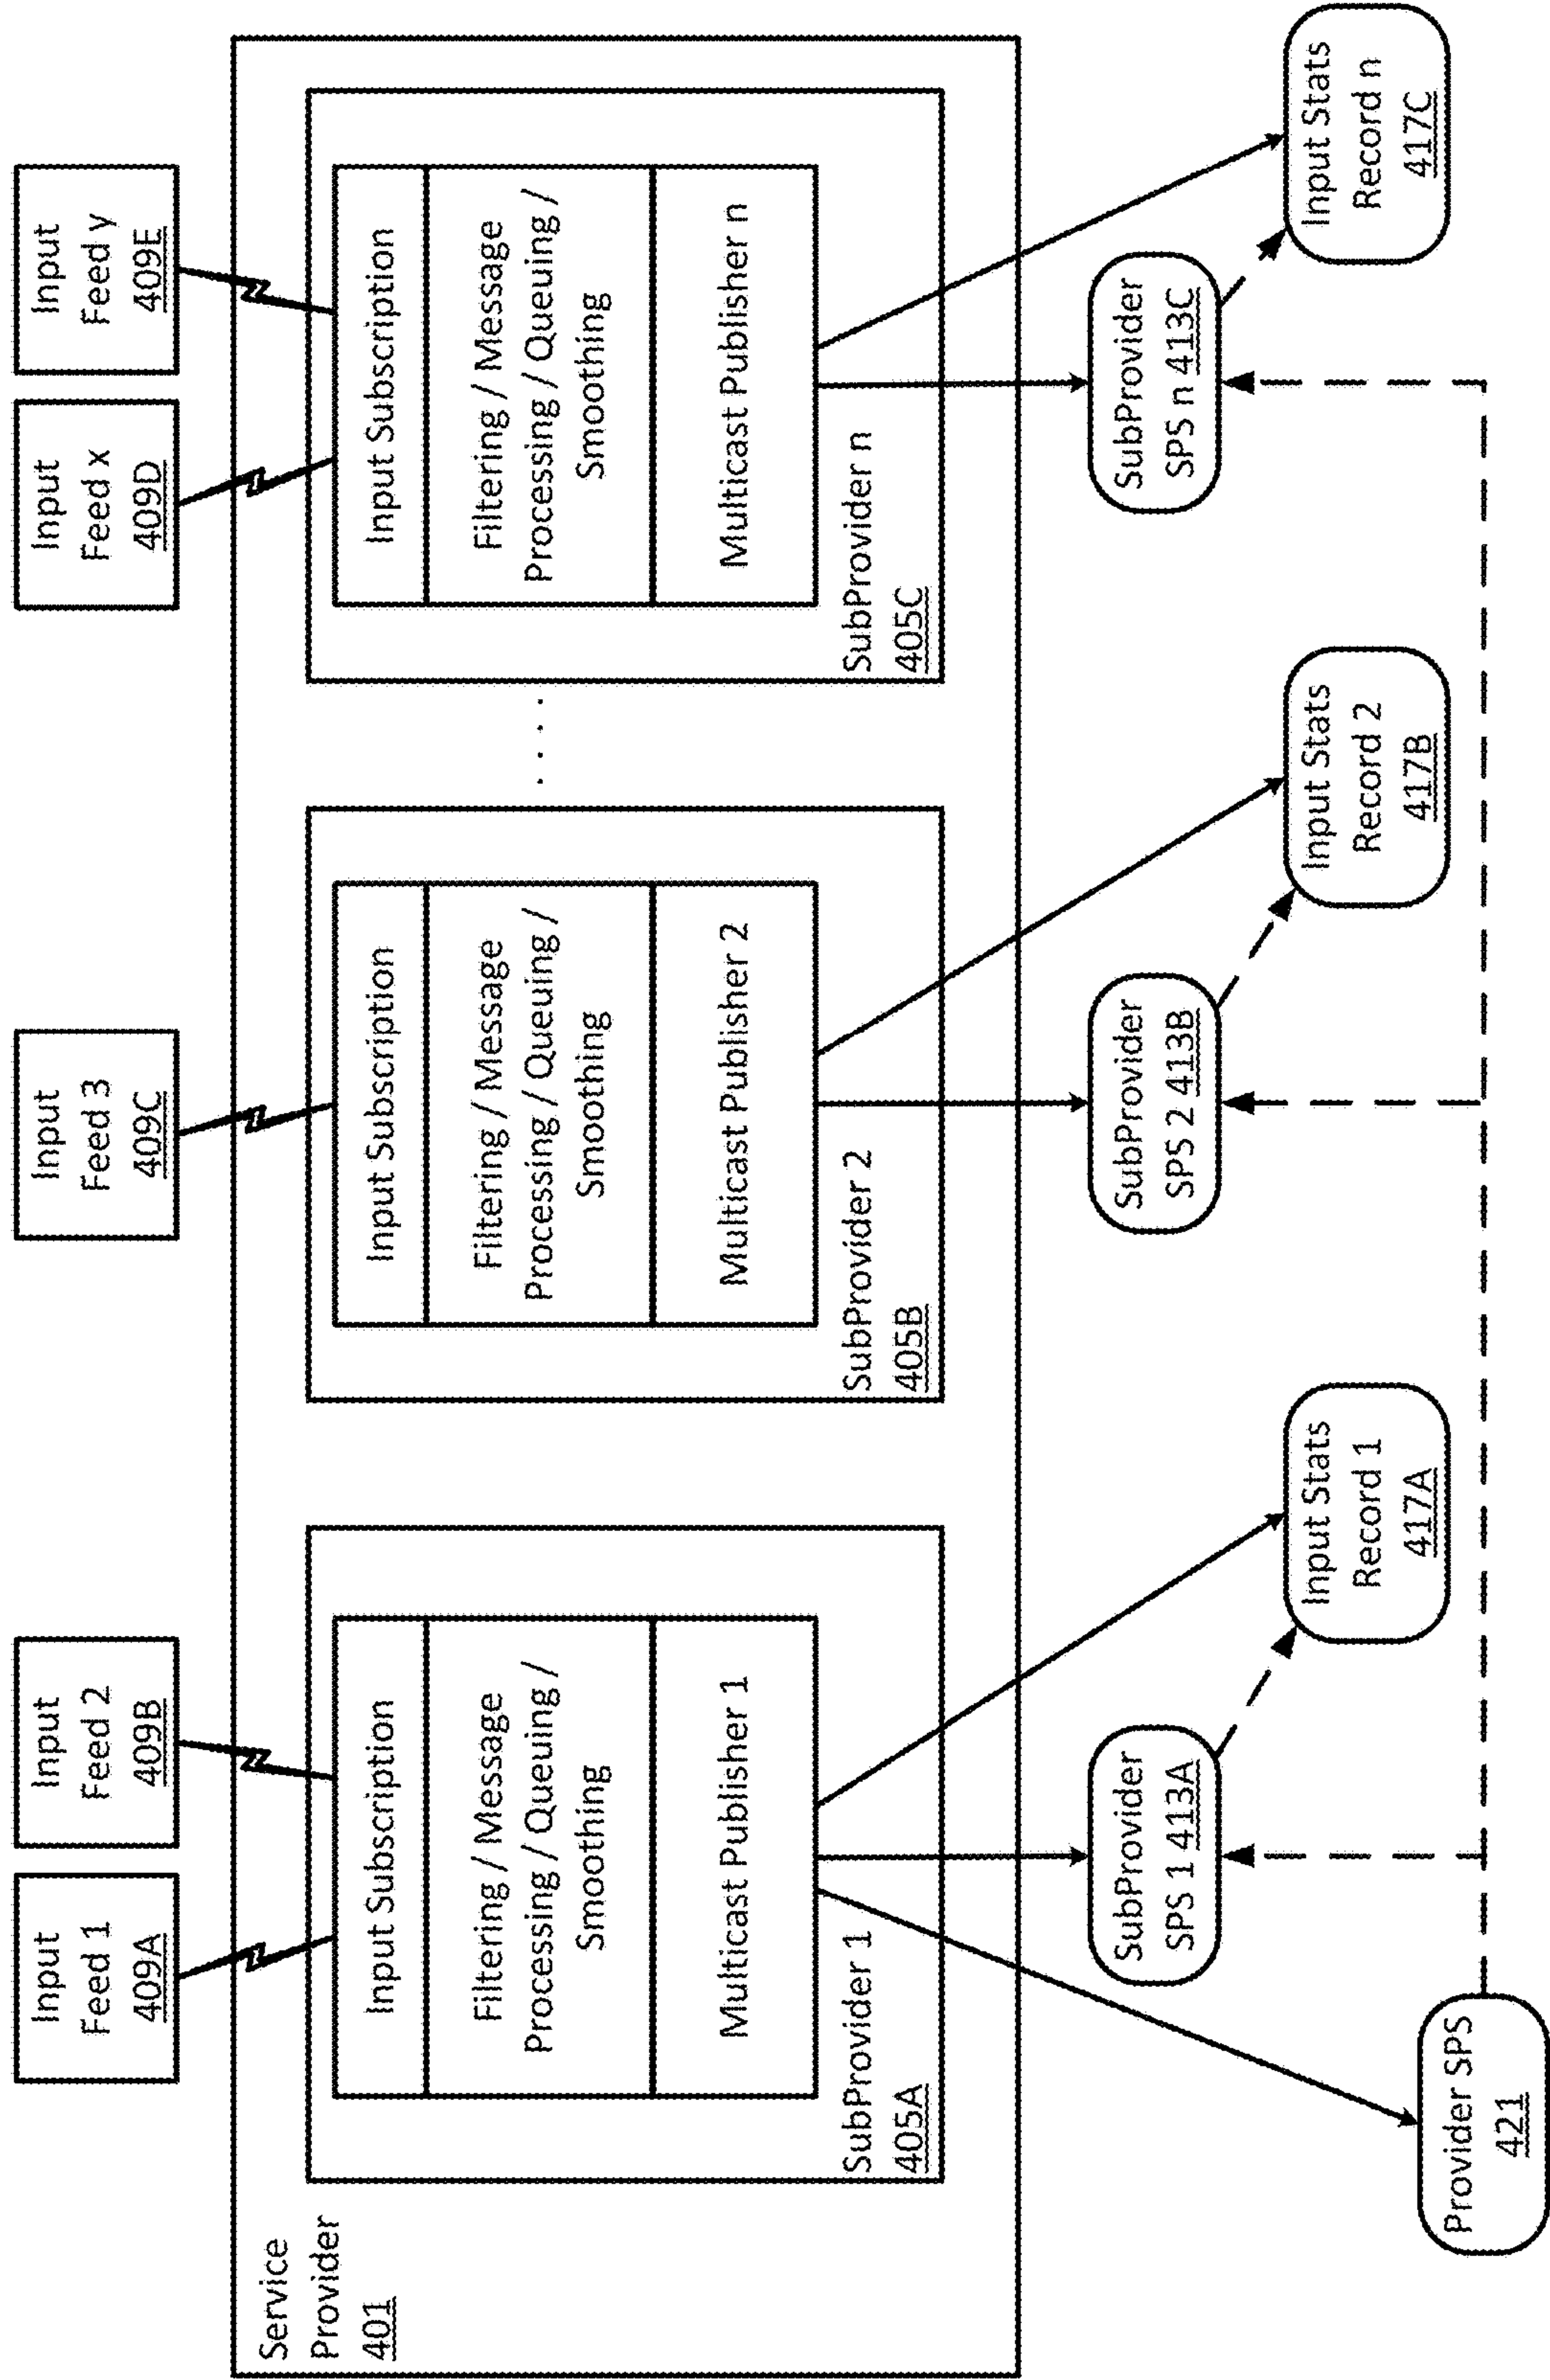 Input
Feed 1
409A
Input
Feed 2
409B
Input
Feed 3
409C
Input
Feed x
409D
Input
Feed y
409E
Service
Provider
401
Input Subscription
Filtering / Message
Processing / Queuing /
Smoothing
Multicast Publisher 1
SubProvider 1
405A
Input Subscription
Filtering / Message
Processing / Queuing /
Smoothing
Multicast Publisher 2
SubProvider 2
405B
. . . .
Input Subscription
Filtering / Message
Processing / Queuing /
Smoothing
Multicast Publisher n
SubProvider n
405C
SubProvider
SPS 1 413A
SubProvider
SPS 2 413B
SubProvider
SPS n 413C
Input Stats
Record 1
417A
Input Stats
Record 2
417B
Input Stats
Record n
417C
Provider SPS
421